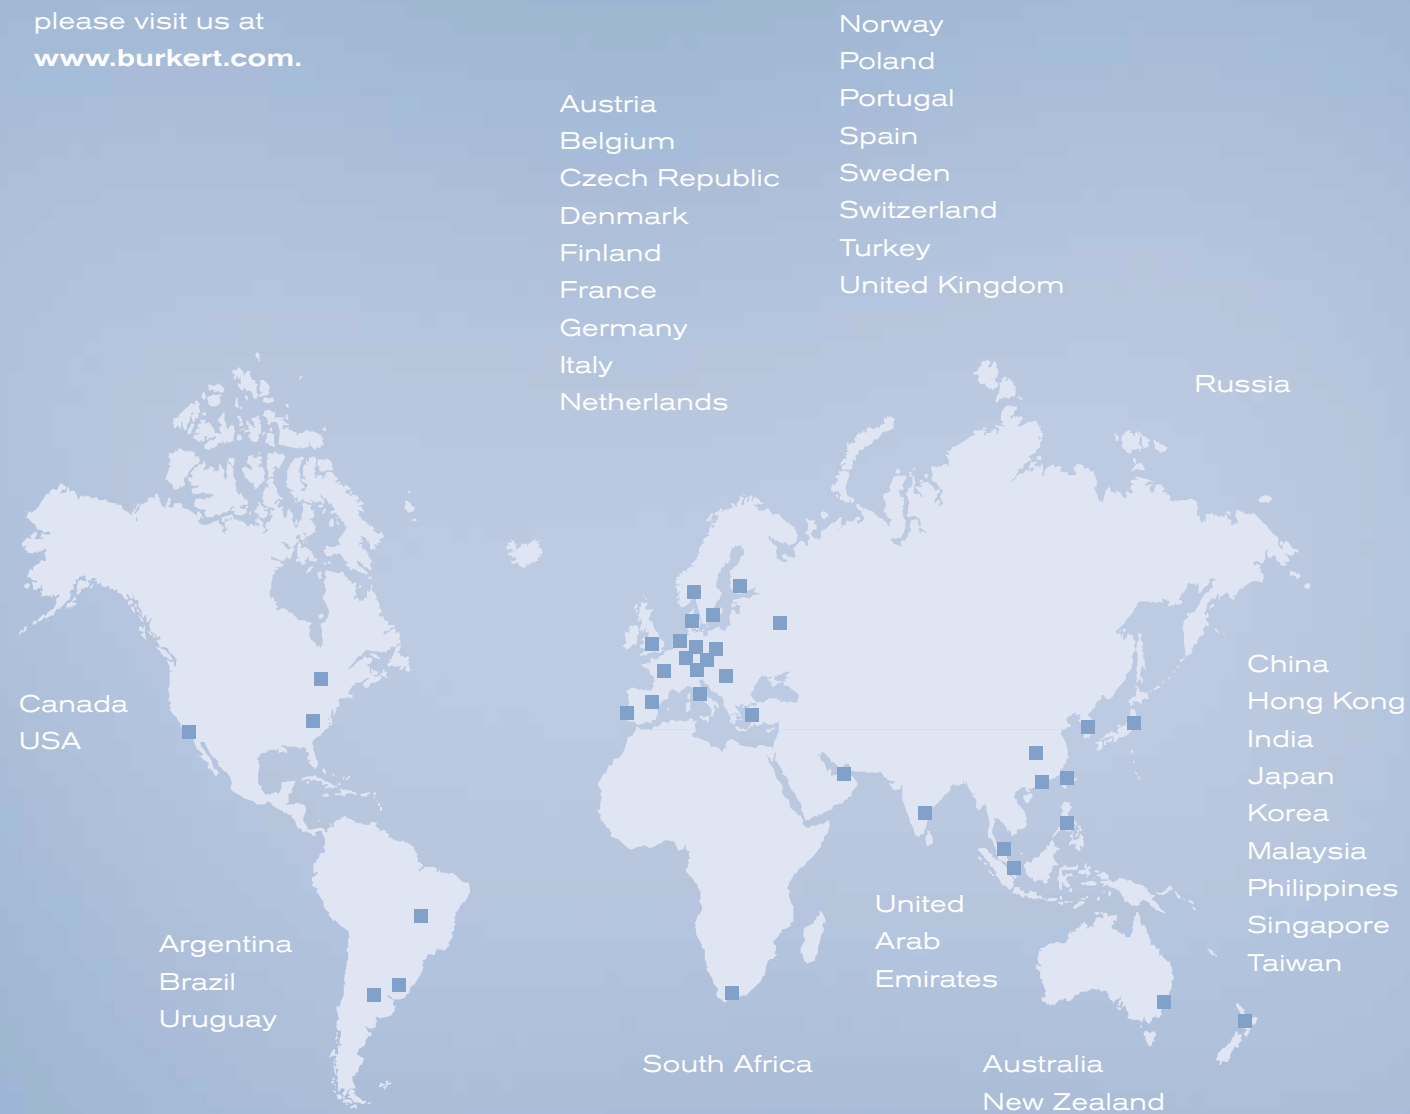 please visit us at
www.burkert.com.
Austria
Belgium
Czech Republic
Denmark
Finland
France
Germany
Italy
Netherlands
Norway
Poland
Portugal
Spain
Sweden
Switzerland
Turkey
United Kingdom
Russia
Canada
USA
China
Hong Kong
India
Japan
Korea
Malaysia
Philippines
Singapore
Taiwan
Argentina
Brazil
Uruguay
United
Arab
Emirates
South Africa
Australia
New Zealand